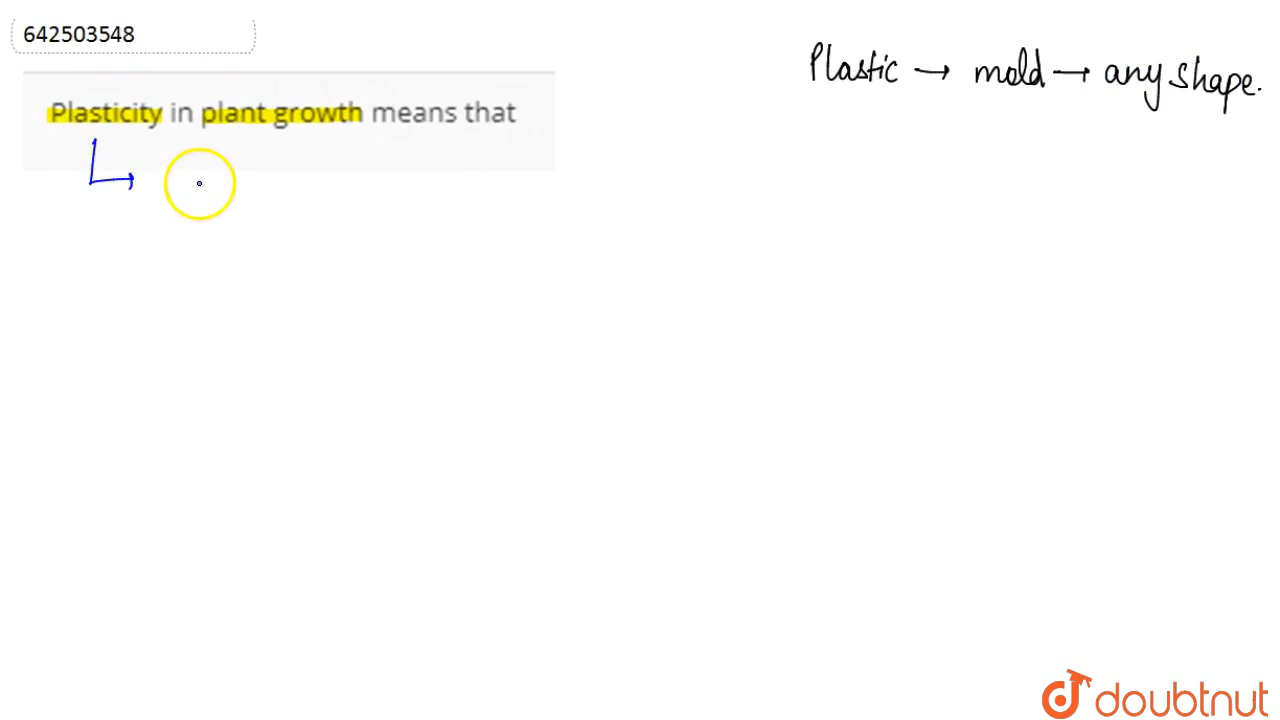 642503548
Plastic → mold → any shape.
Plasticity in plant growth means that
doubtnut